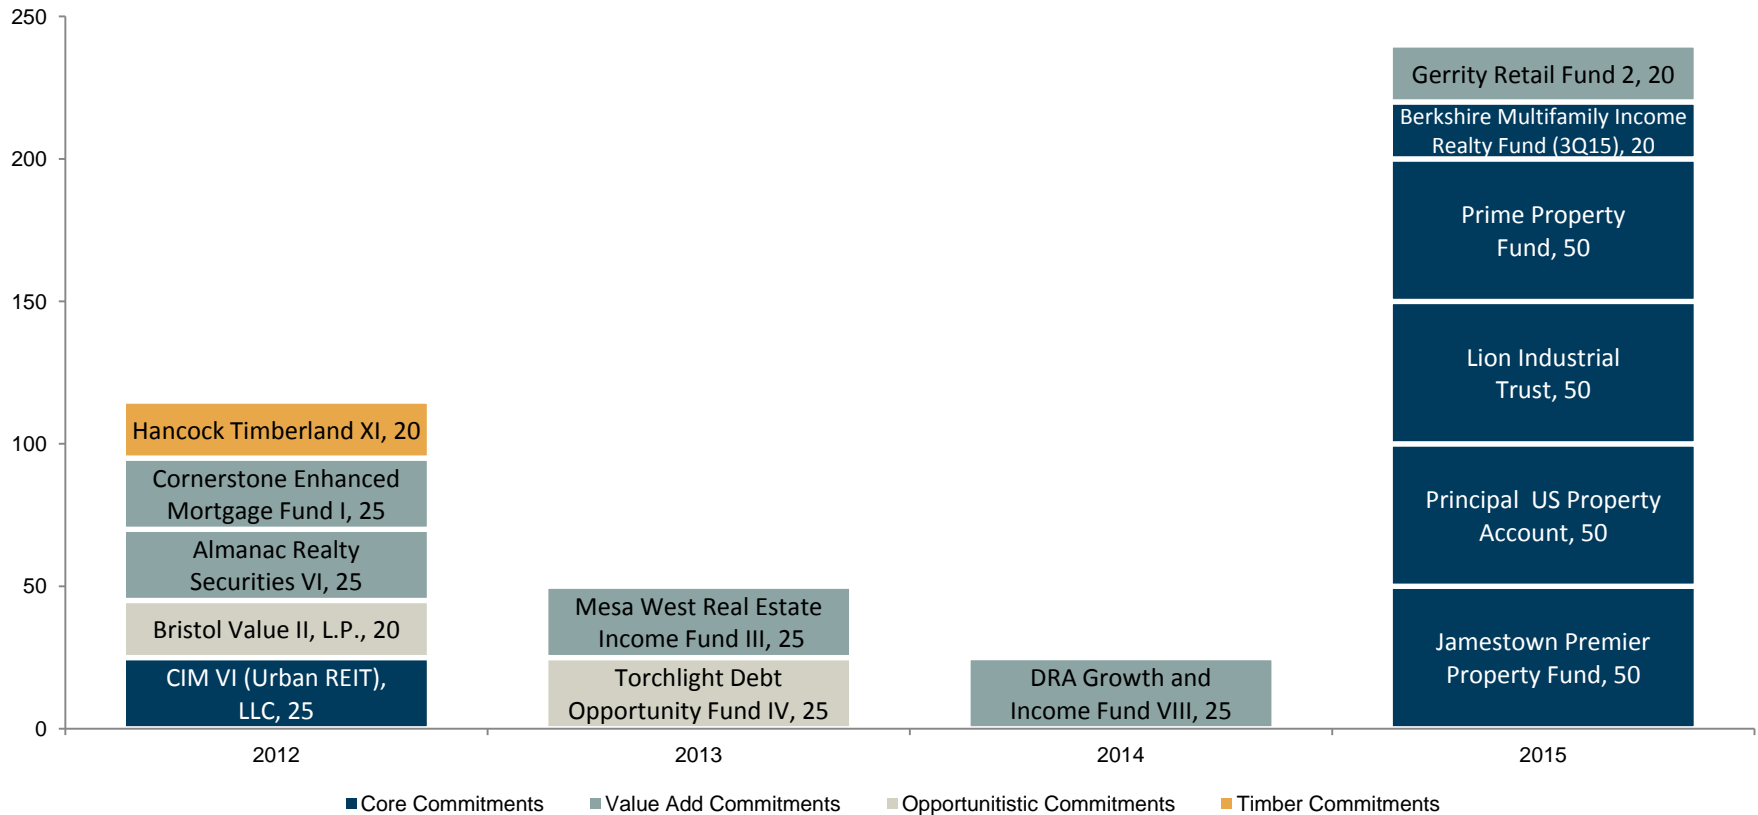 250
200
150
100
50
0
Hancock Timberland XI, 20
Cornerstone Enhanced
Mortgage Fund I, 25
Almanac Realty
Securities VI, 25
Bristol Value II, L.P., 20
CIM VI (Urban REIT),
LLC, 25
Mesa West Real Estate
Income Fund III, 25
Torchlight Debt
Opportunity Fund IV, 25
DRA Growth and
Income Fund VIII, 25
Gerrity Retail Fund 2, 20
Berkshire Multifamily Income
Realty Fund (3Q15), 20
Prime Property
Fund, 50
Lion Industrial
Trust, 50
Principal  US Property
Account, 50
Jamestown Premier
Property Fund, 50
2012
2013
2014
2015
Core Commitments
Value Add Commitments
Opportunitistic Commitments
Timber Commitments